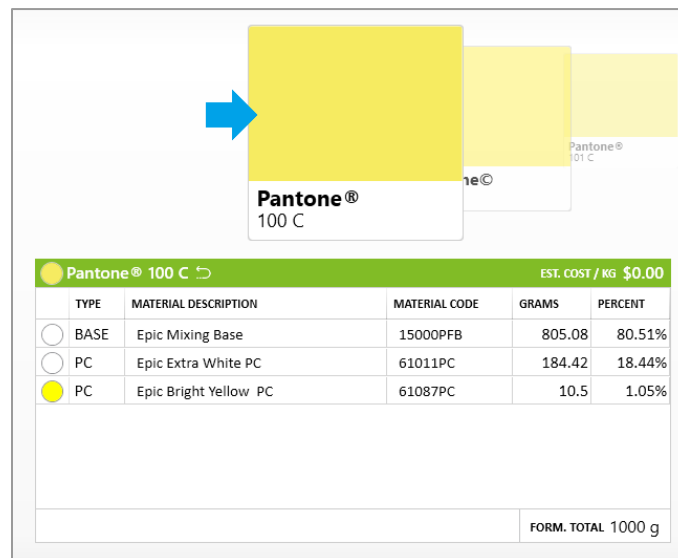 Pantone®
101 C
ne©
Pantone®
100 C
Pantone® 100 C EST. COST / KG $0.00
TYPE MATERIAL DESCRIPTION MATERIAL CODE GRAMS PERCENT
BASE Epic Mixing Base 15000PFB 805.08 80.51%
PC Epic Extra White PC 61011PC 184.42 18.44%
PC Epic Bright Yellow PC 61087PC 10.5 1.05%
FORM. TOTAL 1000 g